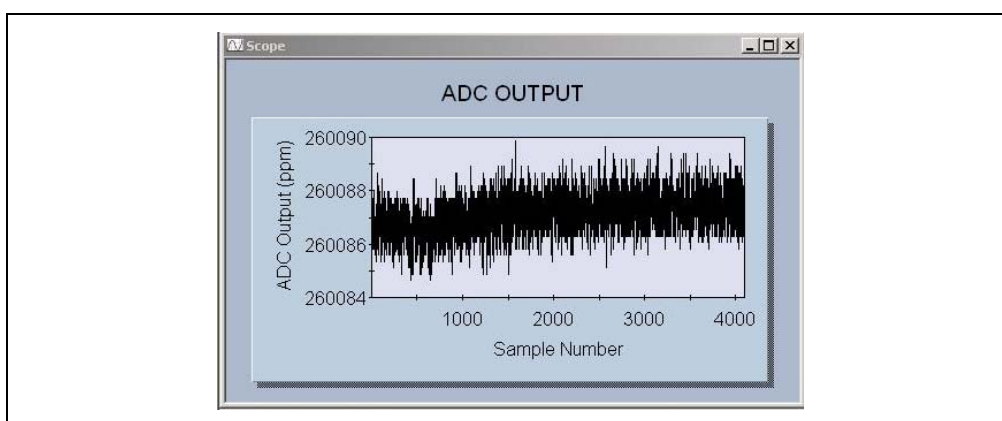 Scope
ADC OUTPUT
ADC Output (ppm)
260090
260088
260086
260084
1000 2000 3000 4000
Sample Number